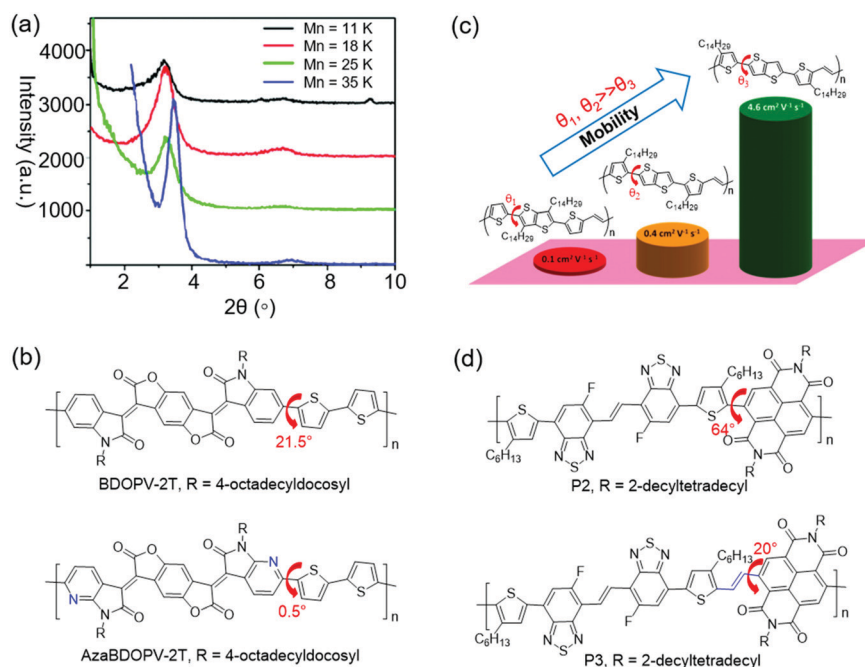 (a)
Mn = 11 K
Mn = 18 K
Mn = 25 K
Mn = 35 K
Intensity (a.u.)
4000
3000
2000
1000
0
2 4 6 8 10
2θ (○)
(c)
C14H29
S
S
S
S
n
θ3
C14H29
θ1, θ2>>θ3
Mobility
4.6 cm² V⁻¹ s⁻¹
C14H29
S
S
S
S
n
θ2
C14H29
θ1
C14H29
S
S
S
S
n
C14H29
0.1 cm² V⁻¹ s⁻¹
0.4 cm² V⁻¹ s⁻¹
(b)
R
O
O
O
N
S
S
n
N
O
O
O
R
21.5°
BDOPV-2T, R = 4-octadecyldocosyl
R
O
O
O
N
N
S
S
n
N
N
O
O
O
R
0.5°
AzaBDOPV-2T, R = 4-octadecyldocosyl
(d)
S
N
N
C6H13
R
O
N
O
F
S
S
F
n
64°
C6H13
N
N
S
O
N
O
R
P2, R = 2-decyltetradecyl
S
N
N
C6H13
20°
R
O
N
O
F
S
S
F
n
C6H13
N
N
S
O
N
O
R
P3, R = 2-decyltetradecyl